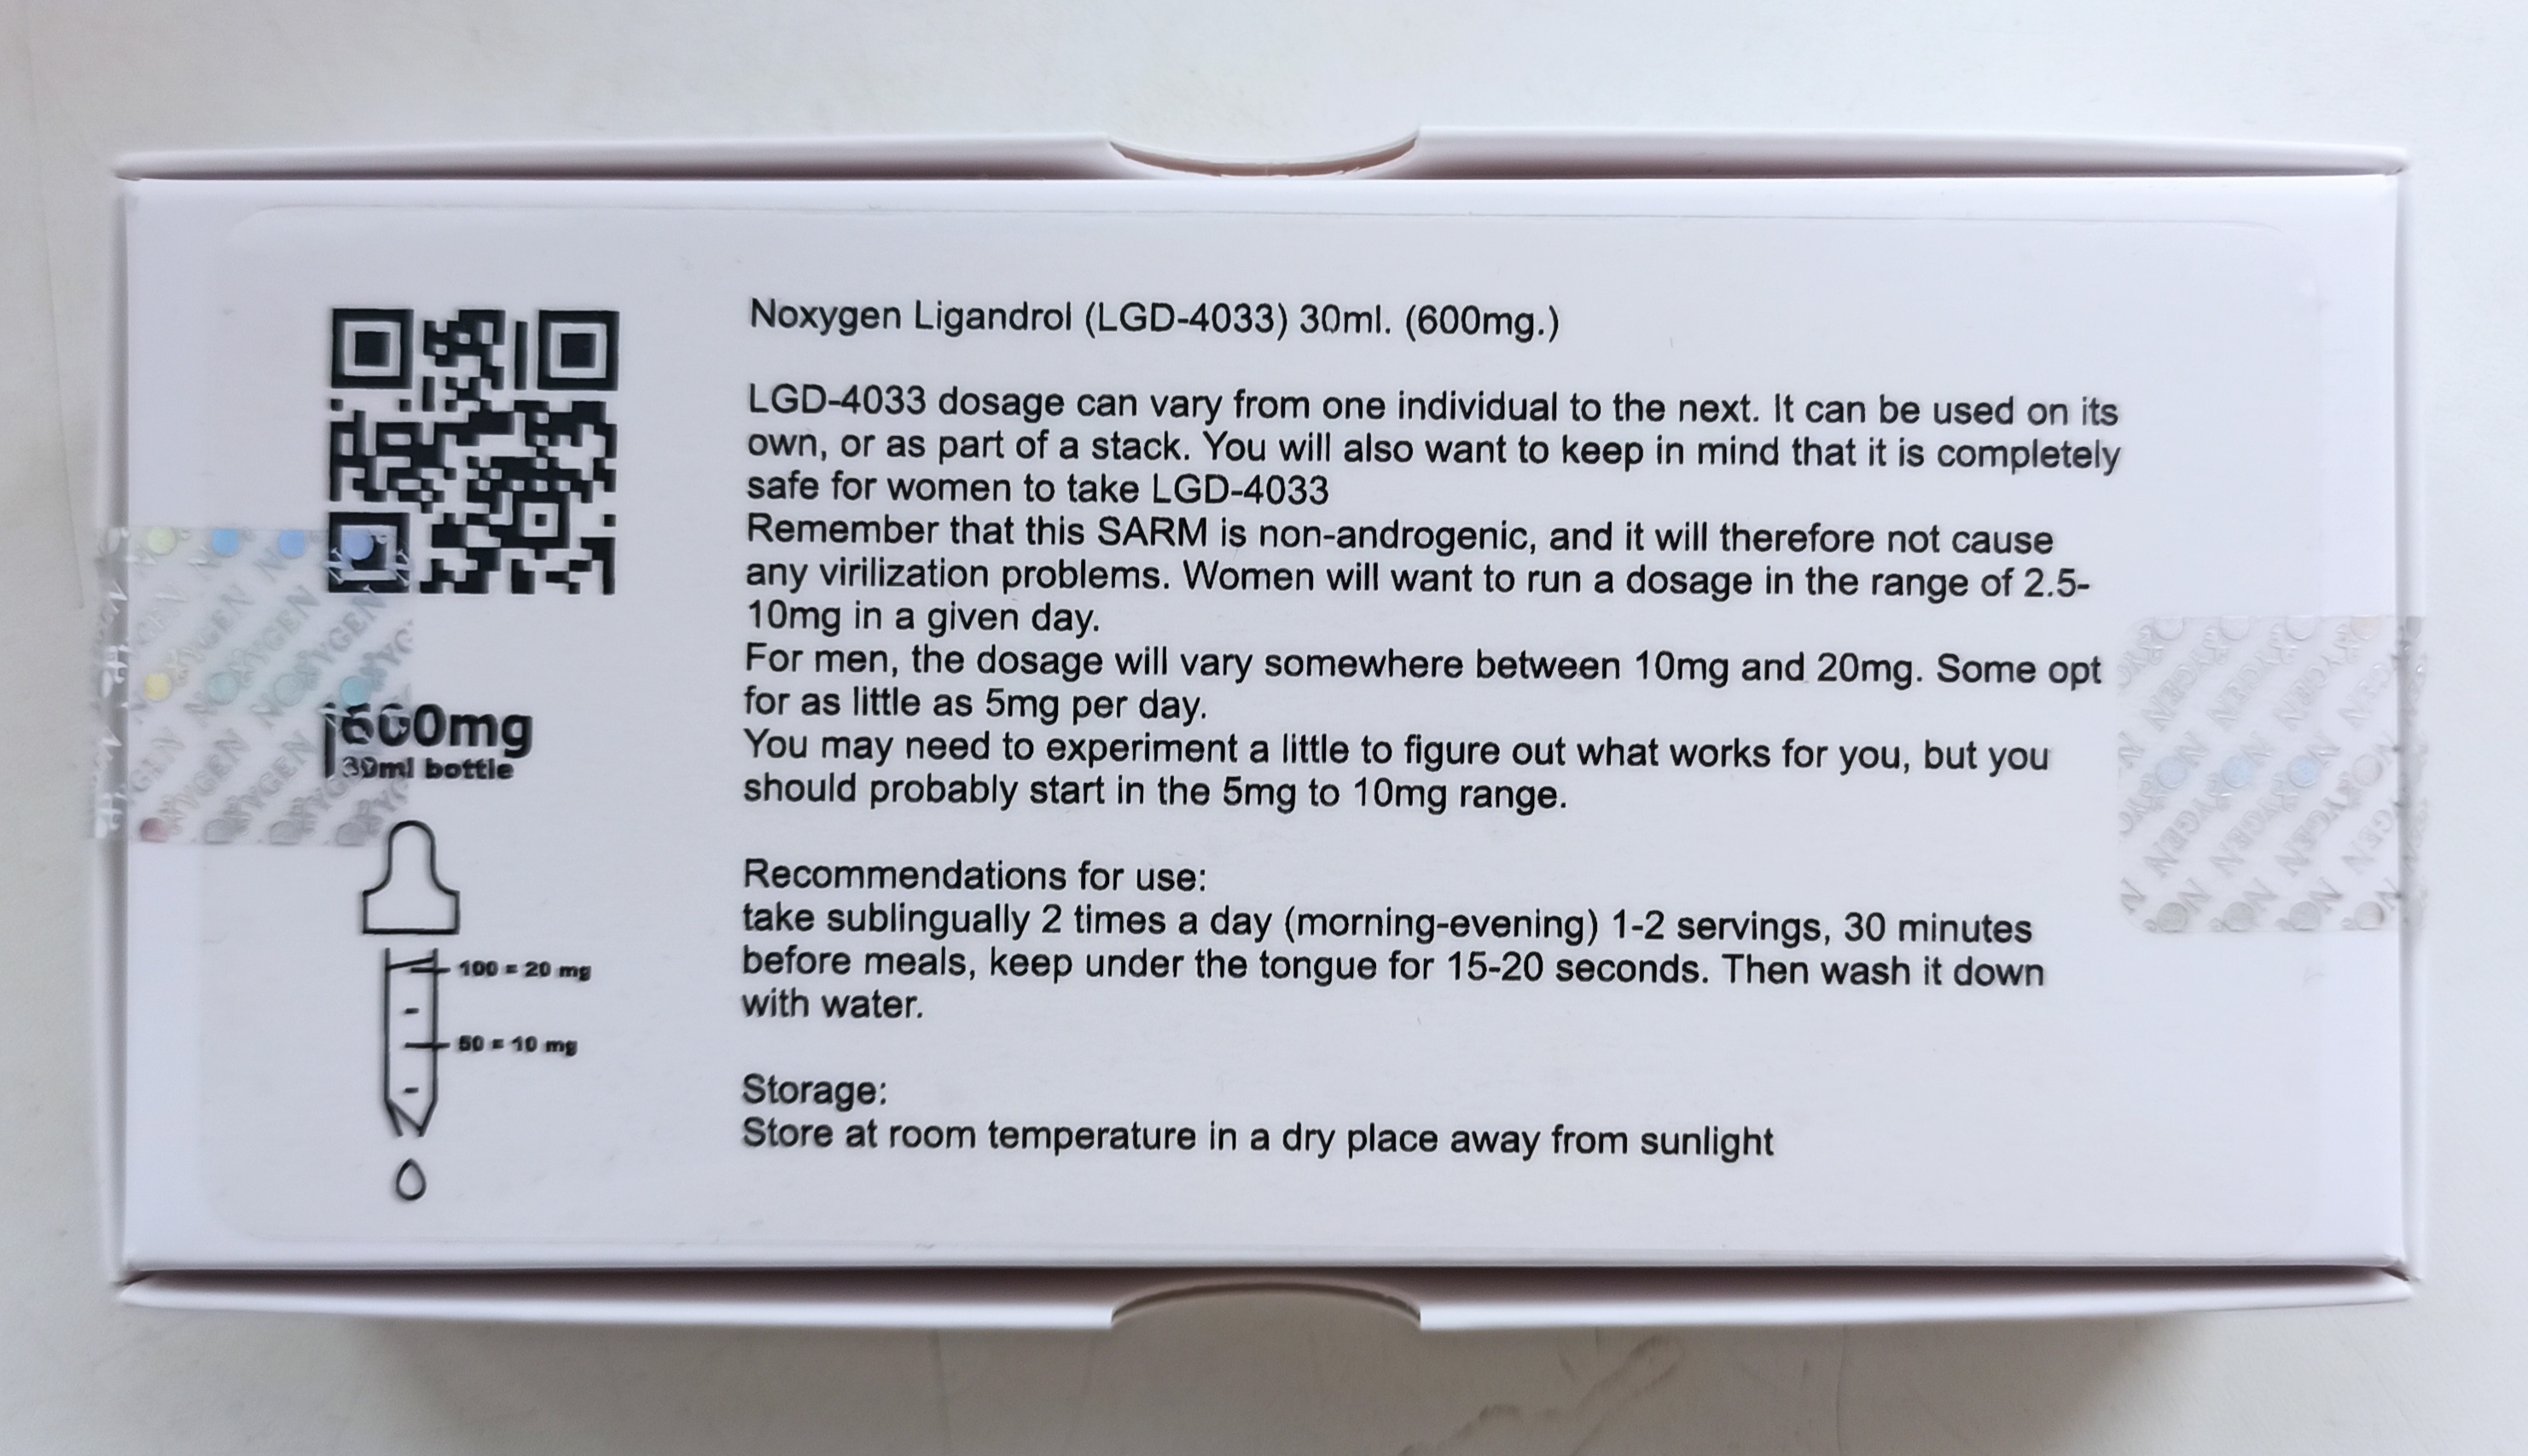 Noxygen Ligandrol (LGD-4033) 30ml. (600mg.)
LGD-4033 dosage can vary from one individual to the next. It can be used on its
own, or as part of a stack. You will also want to keep in mind that it is completely
safe for women to take LGD-4033
Remember that this SARM is non-androgenic, and it will therefore not cause
any virilization problems. Women will want to run a dosage in the range of 2.5-
10mg in a given day.
For men, the dosage will vary somewhere between 10mg and 20mg. Some opt
for as little as 5mg per day.
You may need to experiment a little to figure out what works for you, but you
should probably start in the 5mg to 10mg range.
Recommendations for use:
take sublingually 2 times a day (morning-evening) 1-2 servings, 30 minutes
before meals, keep under the tongue for 15-20 seconds. Then wash it down
with water.
Storage:
Store at room temperature in a dry place away from sunlight
600mg
30ml bottle
100 = 20 mg
50 = 10 mg
NOXYGEN